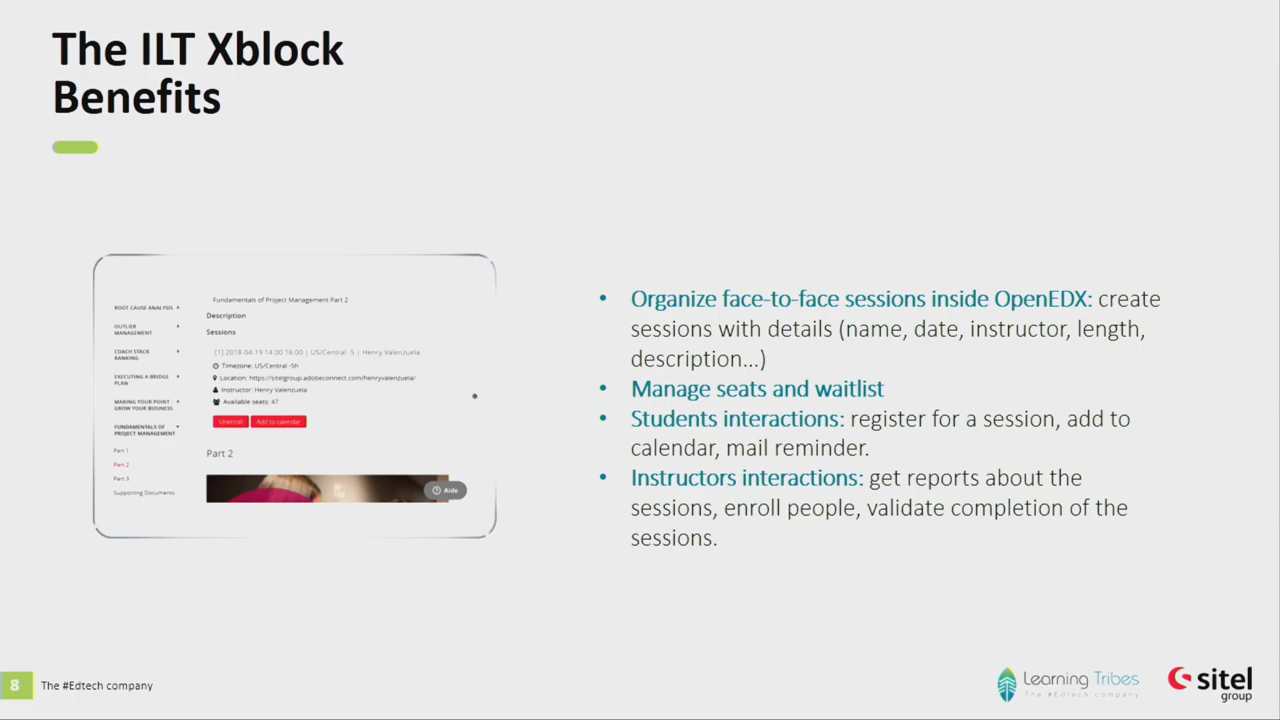 The ILT Xblock
Benefits
ROOT CAUSE ANALYSIS
OUTLIER
MANAGEMENT
COACH STACK
RANKING
EXECUTING A BRIDGE
PLAN
MAKING YOUR POINT
GROW YOUR BUSINESS
FUNDAMENTALS OF
PROJECT MANAGEMENT
Part 1
Part 2
Part 3
Supporting Documents
Fundamentals of Project Management Part 2
Description
Sessions
[1] 2018-04-19 14:00 16:00 | US/Central -5 | Henry Valenzuela
Timezone: US/Central -5h
Location: https://sitelgroup.adobeconnect.com/henryvalenzuela/
Instructor: Henry Valenzuela
Available seats: 47
Unenroll Add to calendar
Part 2
Aide
• Organize face-to-face sessions inside OpenEDX: create
sessions with details (name, date, instructor, length,
description...)
• Manage seats and waitlist
• Students interactions: register for a session, add to
calendar, mail reminder.
• Instructors interactions: get reports about the
sessions, enroll people, validate completion of the
sessions.
8 The #Edtech company
Learning Tribes
The #Edtech company
sitel
group